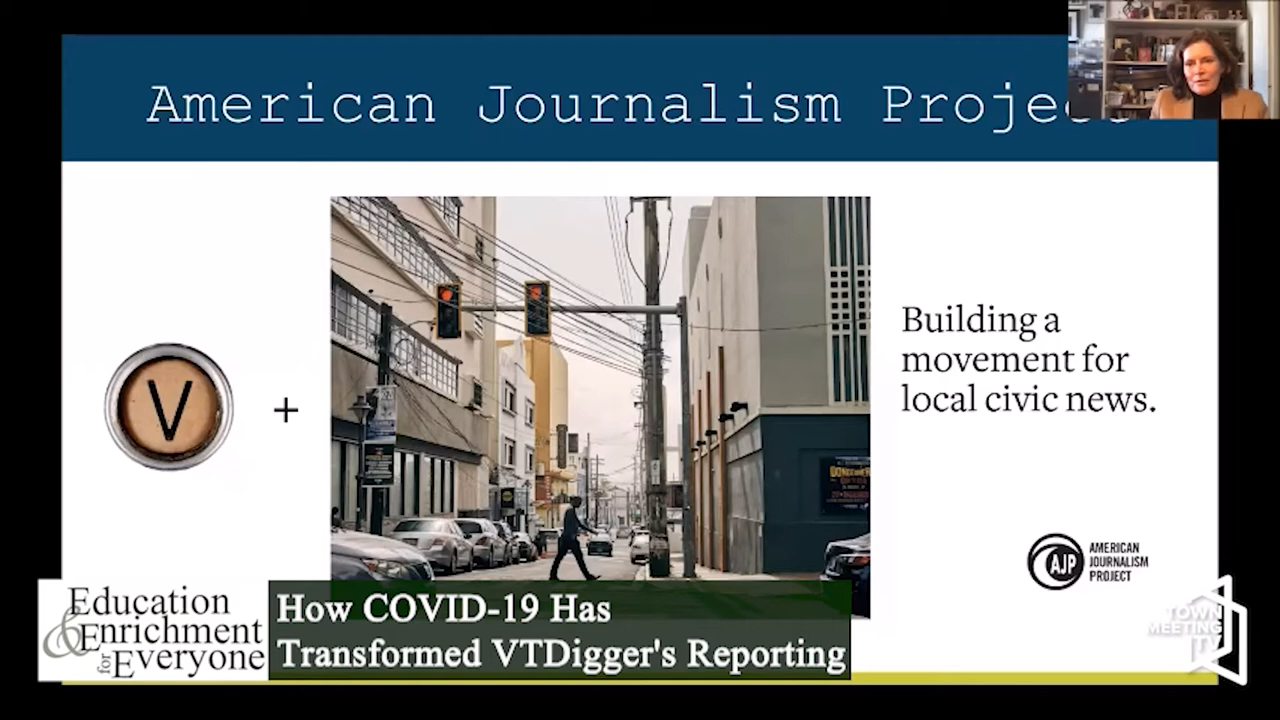 American Journalism Project
V
+
Building a
movement for
local civic news.
AJP
AMERICAN
JOURNALISM
PROJECT
Education
& Enrichment
for Everyone
How COVID-19 Has
Transformed VTDigger's Reporting
TOWN
MEETING
TV